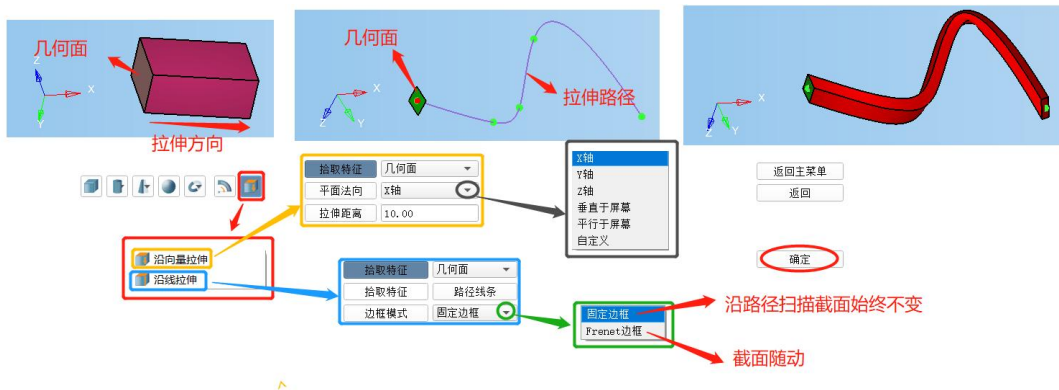 几何面
Z
X
Y
拉伸方向
几何面
拉伸路径
Z
Y
X
X
Z
Y
拾取特征 几何面
平面法向 X轴
拉伸距离 10.00
X轴
Y轴
Z轴
垂直于屏幕
平行于屏幕
自定义
返回主菜单
返回
确定
沿向量拉伸
沿线拉伸
拾取特征 几何面
拾取特征 路径线条
边框模式 固定边框
固定边框
Frenet边框
沿路径扫描截面始终不变
截面随动